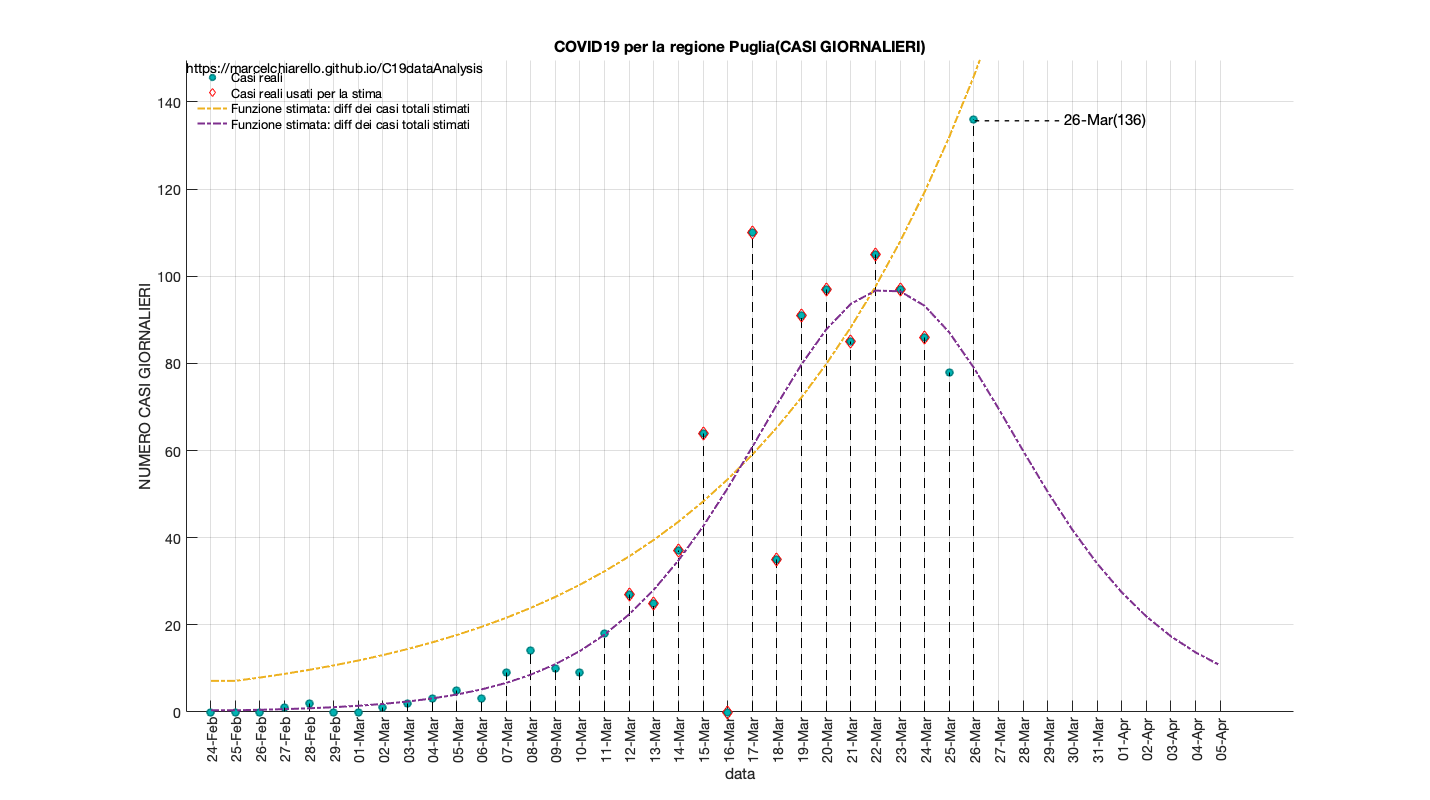 COVID19 per la regione Puglia(CASI GIORNALIERI)
https://marcelchiarello.github.io/C19dataAnalysis
Casi reali
Casi reali usati per la stima
Funzione stimata: diff dei casi totali stimati
Funzione stimata: diff dei casi totali stimati
26-Mar(136)
NUMERO CASI GIORNALIERI
140
120
100
80
60
40
20
0
24-Feb
25-Feb
26-Feb
27-Feb
28-Feb
29-Feb
01-Mar
02-Mar
03-Mar
04-Mar
05-Mar
06-Mar
07-Mar
08-Mar
09-Mar
10-Mar
11-Mar
12-Mar
13-Mar
14-Mar
15-Mar
16-Mar
17-Mar
18-Mar
19-Mar
20-Mar
21-Mar
22-Mar
23-Mar
24-Mar
25-Mar
26-Mar
27-Mar
28-Mar
29-Mar
30-Mar
31-Mar
01-Apr
02-Apr
03-Apr
04-Apr
05-Apr
data